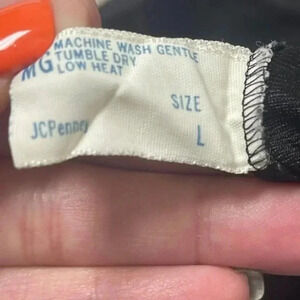 MACHINE WASH GENTLE
MG TUMBLE DRY
LOW HEAT
SIZE
JCPenney
L